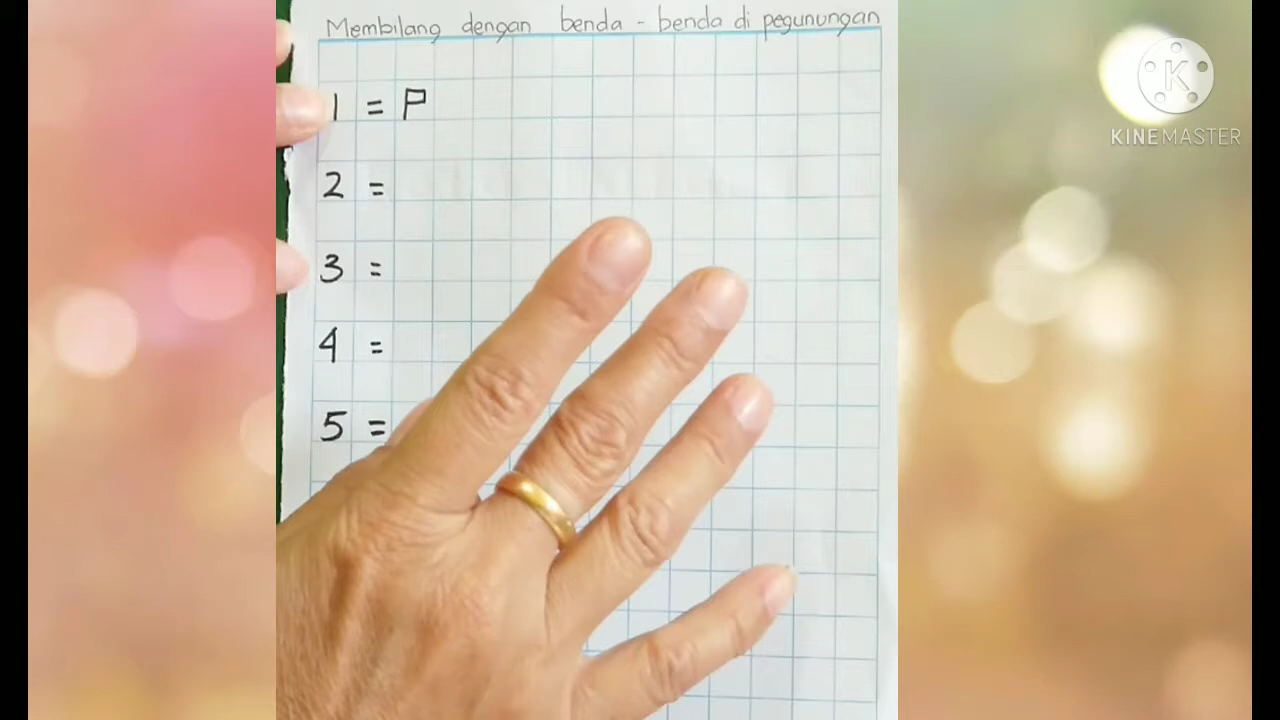 Membilang dengan benda - benda di pegunungan
1 = P
2 =
3 =
4 =
5 =
KINEMASTER